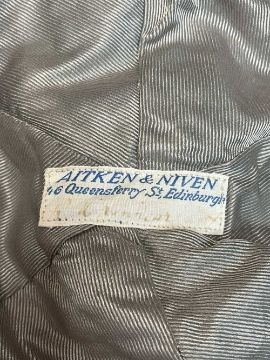 AITKEN & NIVEN
46 Queensferry St, Edinburgh